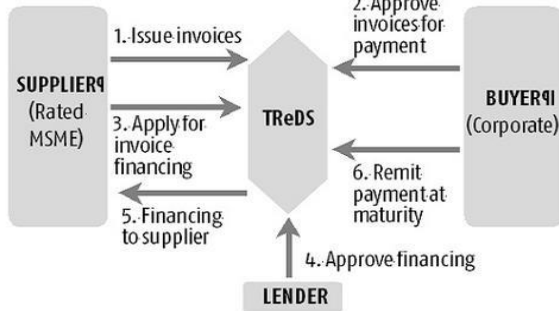 1. Issue invoices
2. Approve
invoices for
payment
SUPPLIER¶
(Rated
MSME)
TReDS
BUYER¶
(Corporate)
3. Apply for
invoice
financing
6. Remit
payment at
maturity
5. Financing
to supplier
4. Approve financing
LENDER